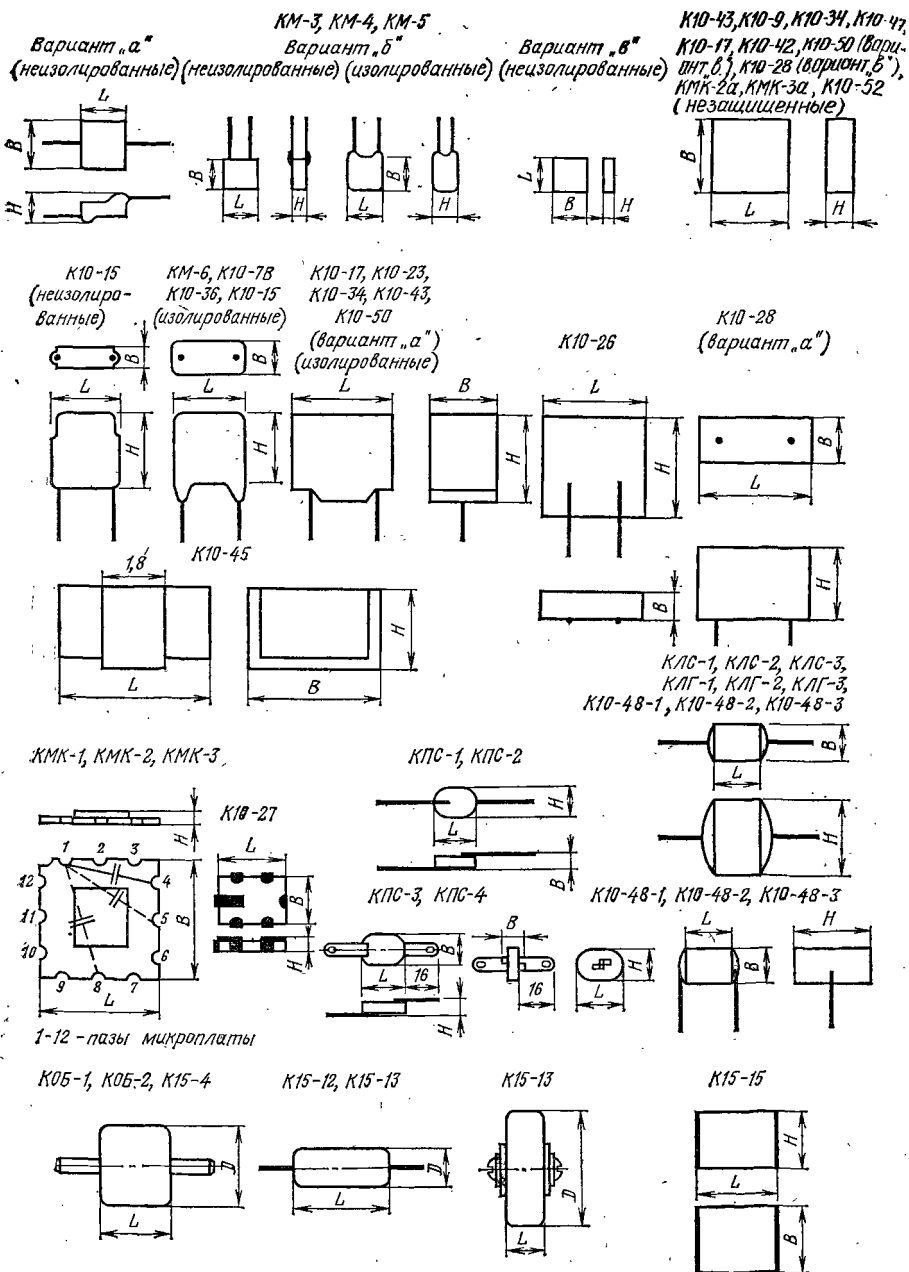 КМ-3, КМ-4, КМ-5
Вариант „а"
(неизолированные)
Вариант „б"
(неизолированные) (изолированные)
Вариант „в"
(неизолированные)
К10-43, К10-9, К10-34, К10-47,
К10-17, К10-42, К10-50 (вари-
ант „в"), К10-28 (вариант „б"),
КМК-2а, КМК-3а, К10-52
(незащишенные)
L
B
H
B
L
H
L
B
H
L
B
H
B
L
H
К10-15
(неизолиро-
ванные)
КМ-6, К10-7В
К10-36, К10-15
(изолированные)
К10-17, К10-23,
К10-34, К10-43,
К10-50
(вариант „а")
(изолированные)
К10-26
К10-28
(вариант „а")
B
L
H
B
L
H
L
B
H
L
H
B
B
L
H
К10-45
1,8
L
B
H
КЛС-1, КЛС-2, КЛС-3,
КЛГ-1, КЛГ-2, КЛГ-3,
К10-48-1, К10-48-2, К10-48-3
B
L
H
КМК-1, КМК-2, КМК-3
H
1 2 3
12 4
11 5
10 6
9 8 7
B
L
1-12 - пазы микроплаты
К10-27
L
B
H
КПС-1, КПС-2
H
L
B
КПС-3, КПС-4
B
L 16
H
B
16
H
L
К10-48-1, К10-48-2, К10-48-3
L
B
H
КОБ-1, КОБ-2, К15-4
D
L
К15-12, К15-13
D
L
К15-13
D
L
К15-15
H
L
B